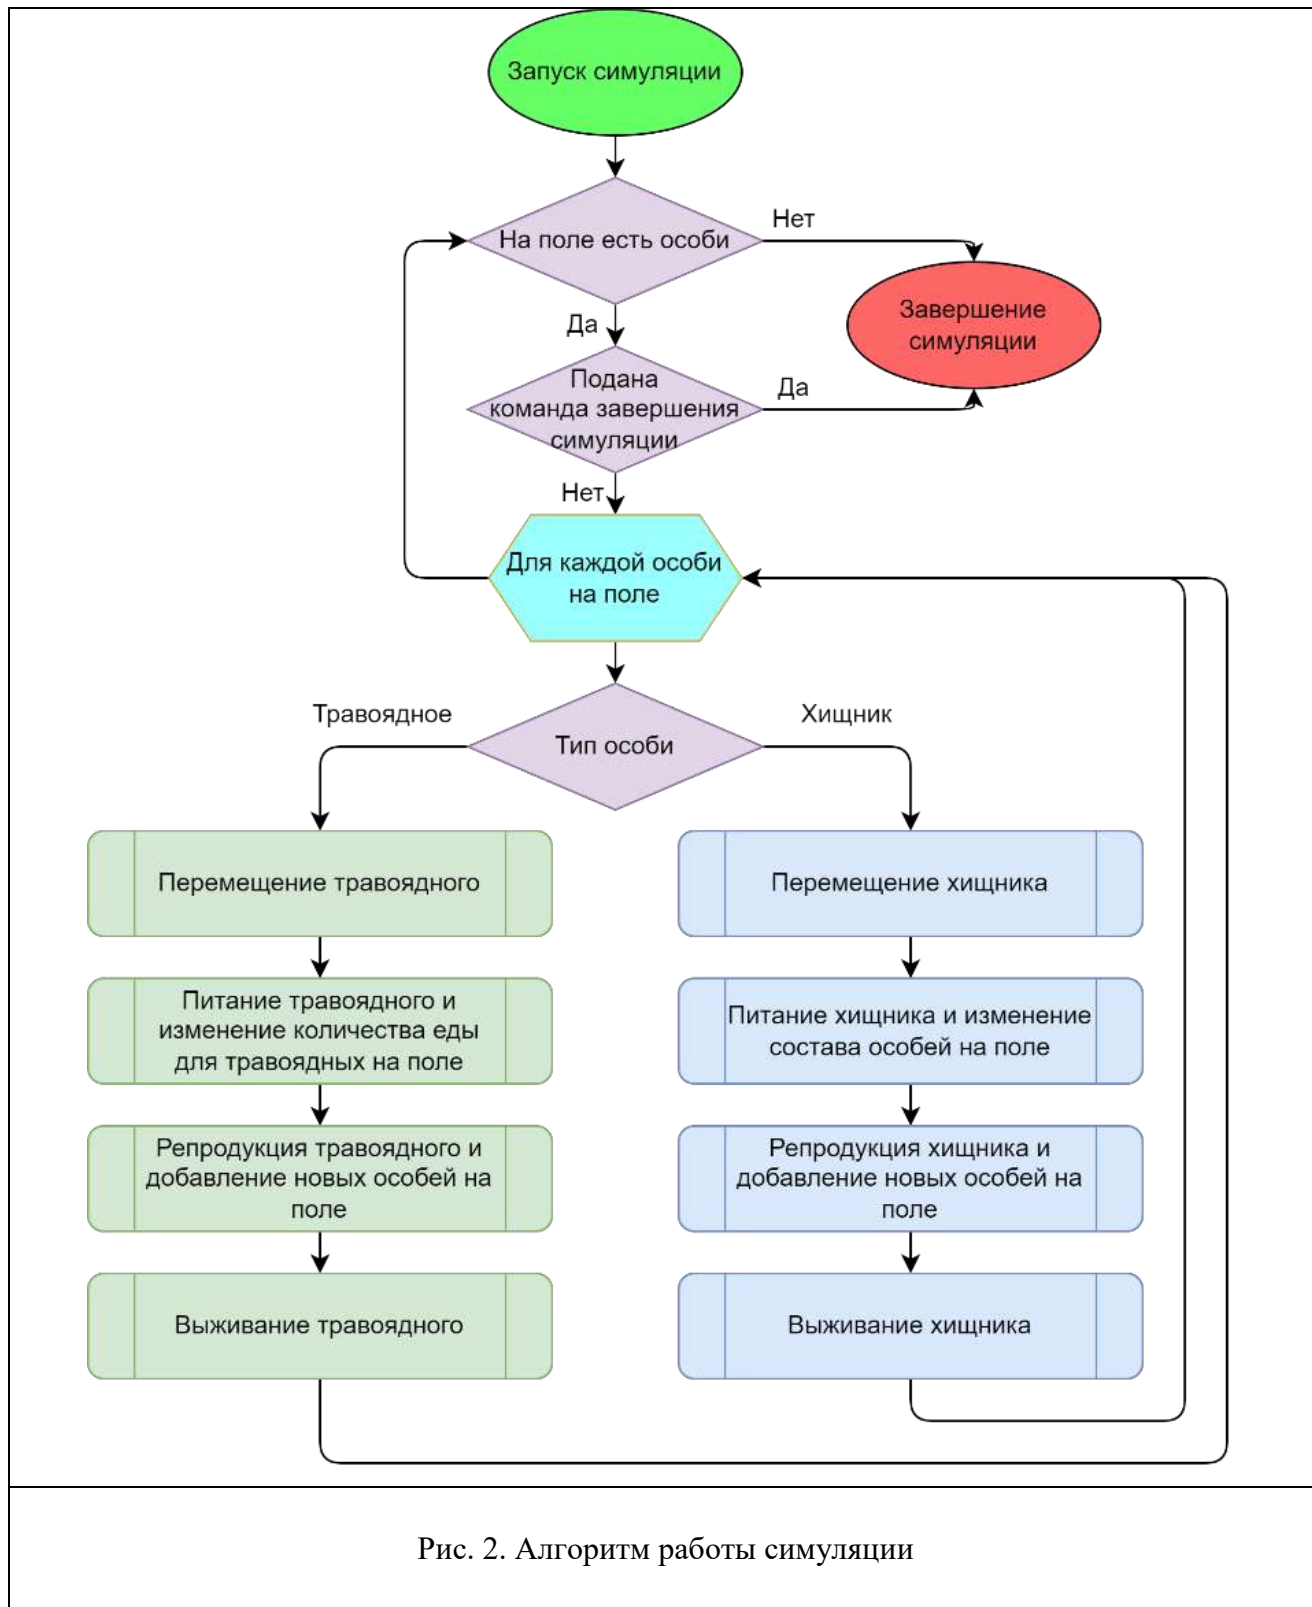 Запуск симуляции
На поле есть особи
Нет
Завершение
симуляции
Да
Подана
команда завершения
симуляции
Да
Нет
Для каждой особи
на поле
Травоядное
Хищник
Тип особи
Перемещение травоядного
Перемещение хищника
Питание травоядного и
изменение количества еды
для травоядных на поле
Питание хищника и изменение
состава особей на поле
Репродукция травоядного и
добавление новых особей на
поле
Репродукция хищника и
добавление новых особей на
поле
Выживание травоядного
Выживание хищника
Рис. 2. Алгоритм работы симуляции